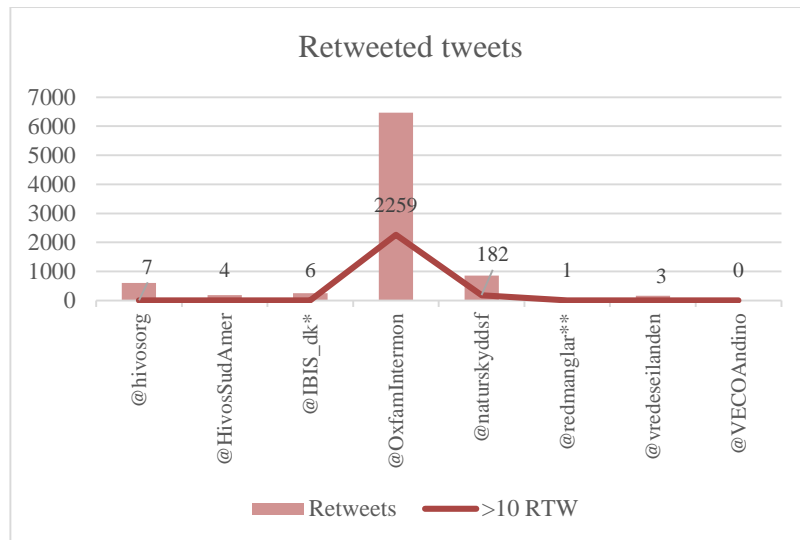 Retweeted tweets
7000
6000
5000
4000
3000
2000
1000
0
7
4
6
2259
182
1
3
0
@hivosorg
@HivosSudAmer
@IBIS_dk*
@OxfamIntermon
@naturskyddsf
@redmanglar**
@vredeseilanden
@VECOAndino
Retweets
>10 RTW